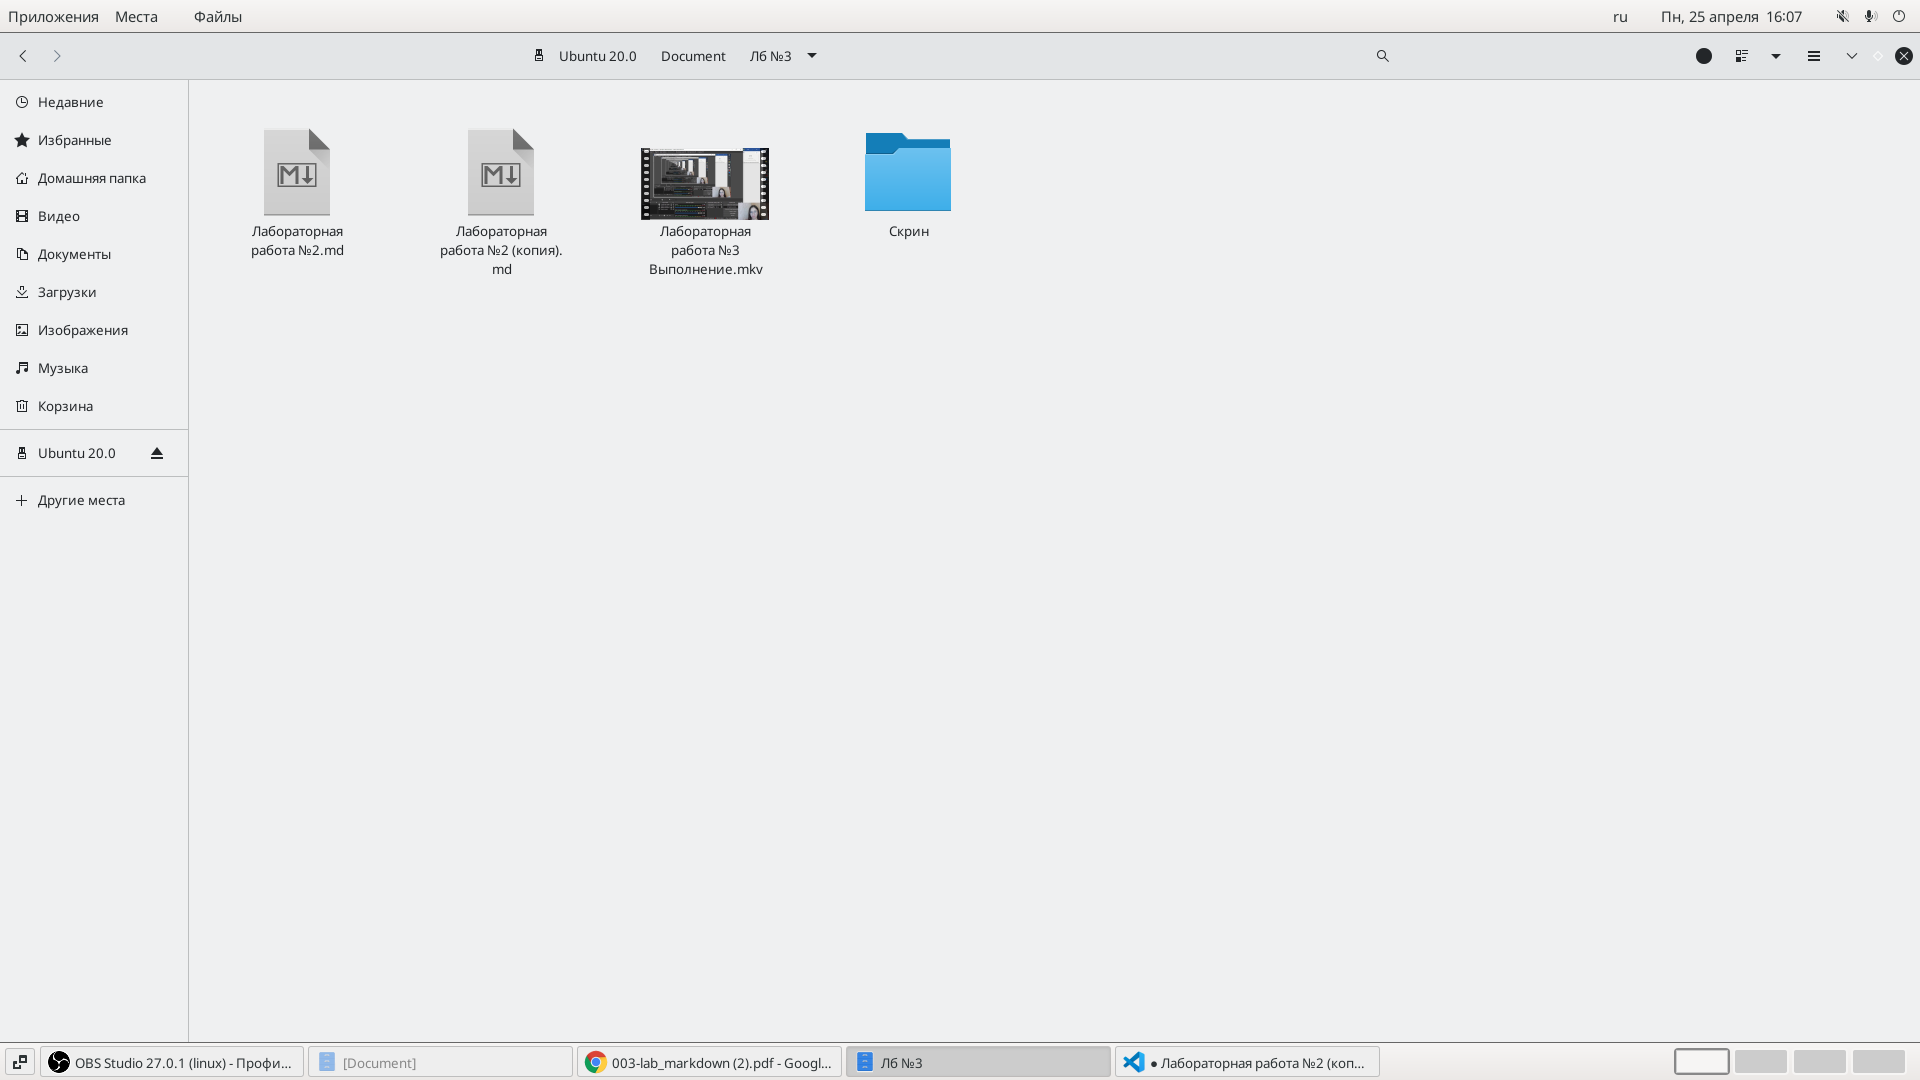 Приложения Места Файлы ru Пн, 25 апреля 16:07
Ubuntu 20.0 Document Лб №3
Недавние
Избранные
Домашняя папка
Видео
Документы
Загрузки
Изображения
Музыка
Корзина
Ubuntu 20.0
Другие места
Лабораторная
работа №2.md
Лабораторная
работа №2 (копия).
md
Лабораторная
работа №3
Выполнение.mkv
Скрин
OBS Studio 27.0.1 (linux) - Профи... [Document] 003-lab_markdown (2).pdf - Googl... Лб №3 ● Лабораторная работа №2 (коп...